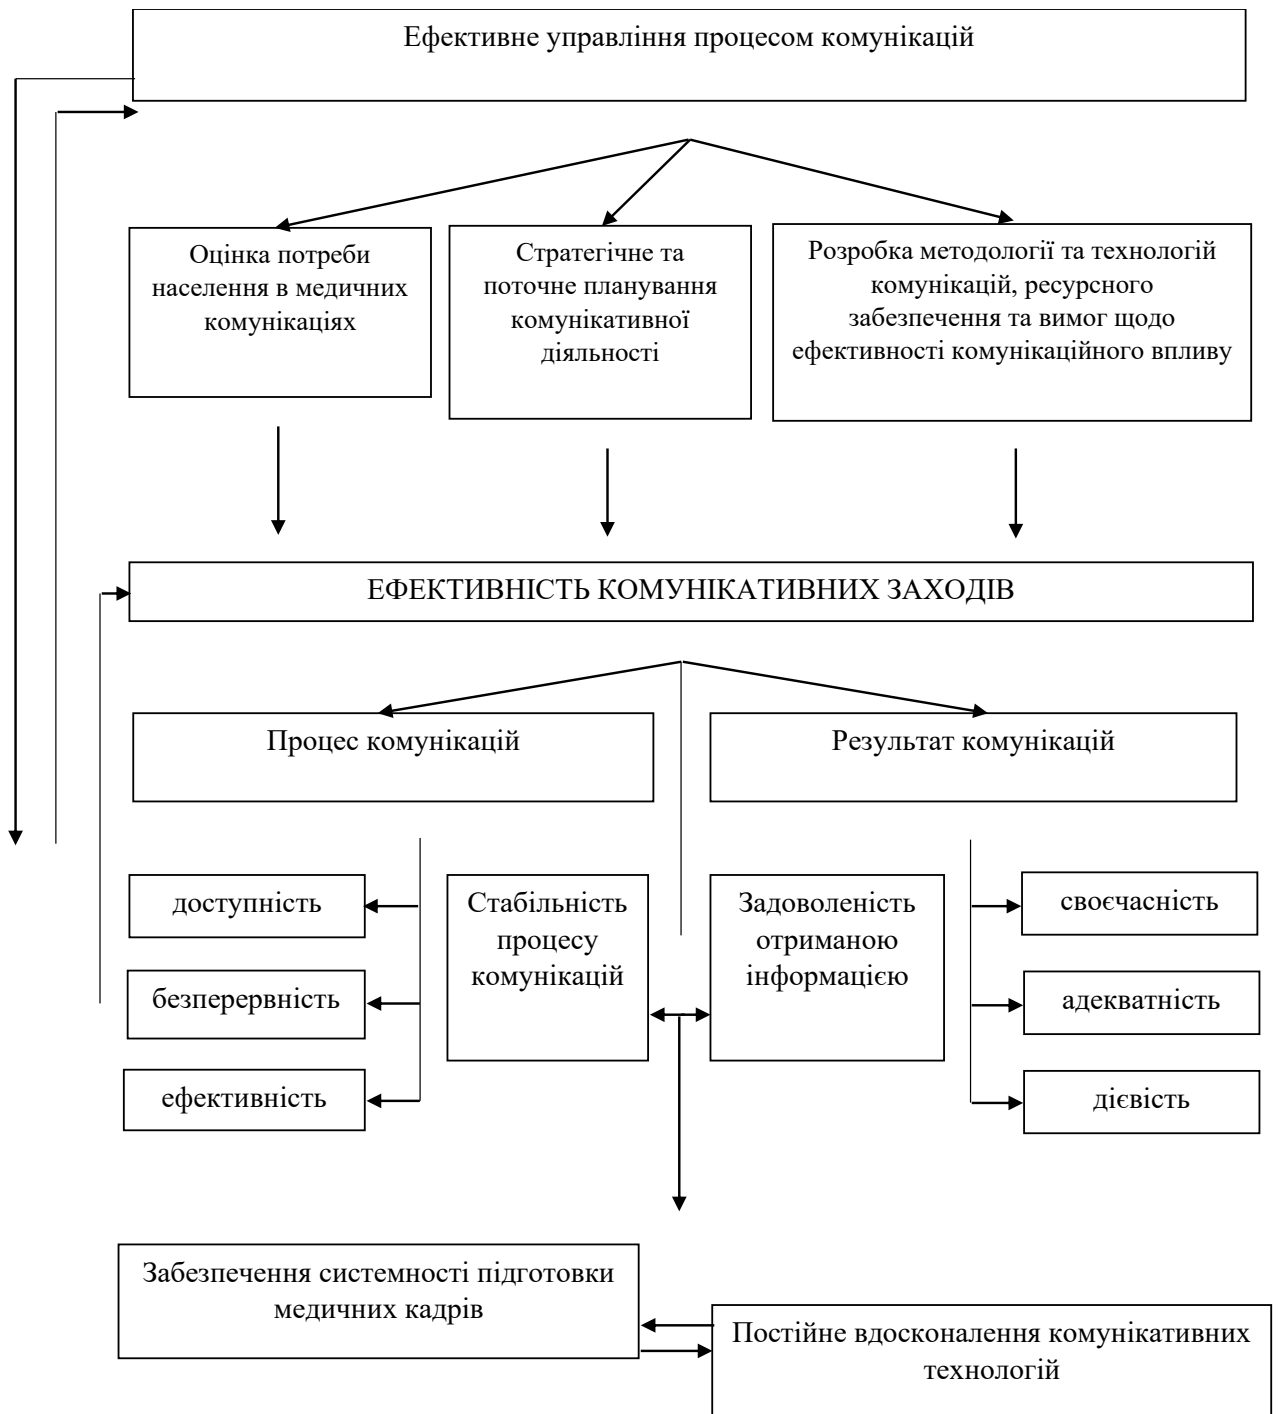 Ефективне управління процесом комунікацій
Оцінка потреби
населення в медичних
комунікаціях
Стратегічне та
поточне планування
комунікативної
діяльності
Розробка методології та технологій
комунікацій, ресурсного
забезпечення та вимог щодо
ефективності комунікаційного впливу
ЕФЕКТИВНІСТЬ КОМУНІКАТИВНИХ ЗАХОДІВ
Процес комунікацій
Результат комунікацій
доступність
безперервність
ефективність
Стабільність
процесу
комунікацій
Задоволеність
отриманою
інформацією
своєчасність
адекватність
дієвість
Забезпечення системності підготовки
медичних кадрів
Постійне вдосконалення комунікативних
технологій